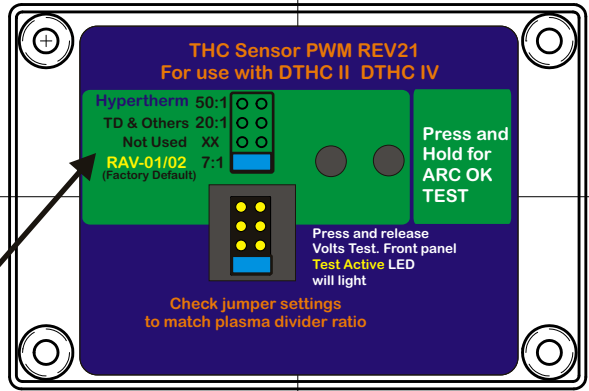 THC Sensor PWM REV21
For use with DTHC II DTHC IV
Hypertherm 50:1
TD & Others 20:1
Not Used XX
RAV-01/02 7:1
(Factory Default)
Press and
Hold for
ARC OK
TEST
Press and release
Volts Test. Front panel
Test Active LED
will light
Check jumper settings
to match plasma divider ratio